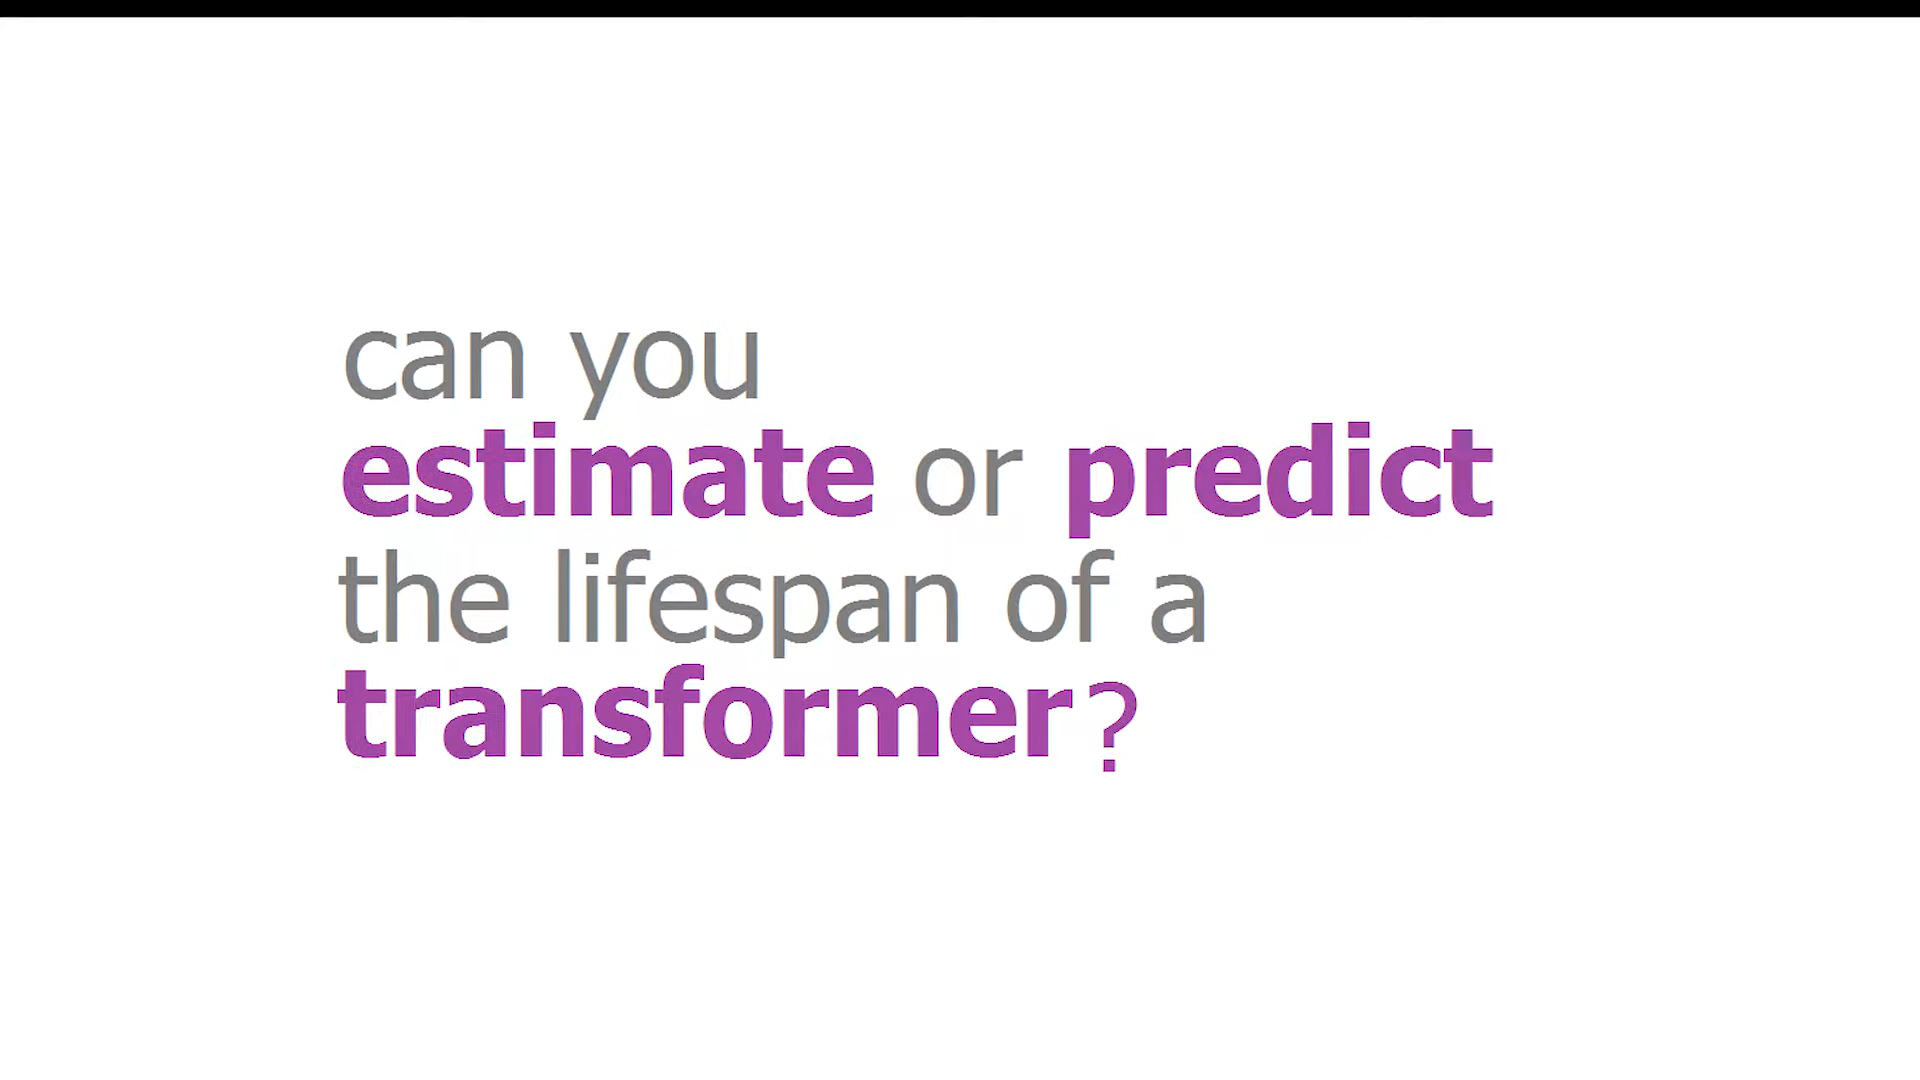 can you
estimate or predict
the lifespan of a
transformer?